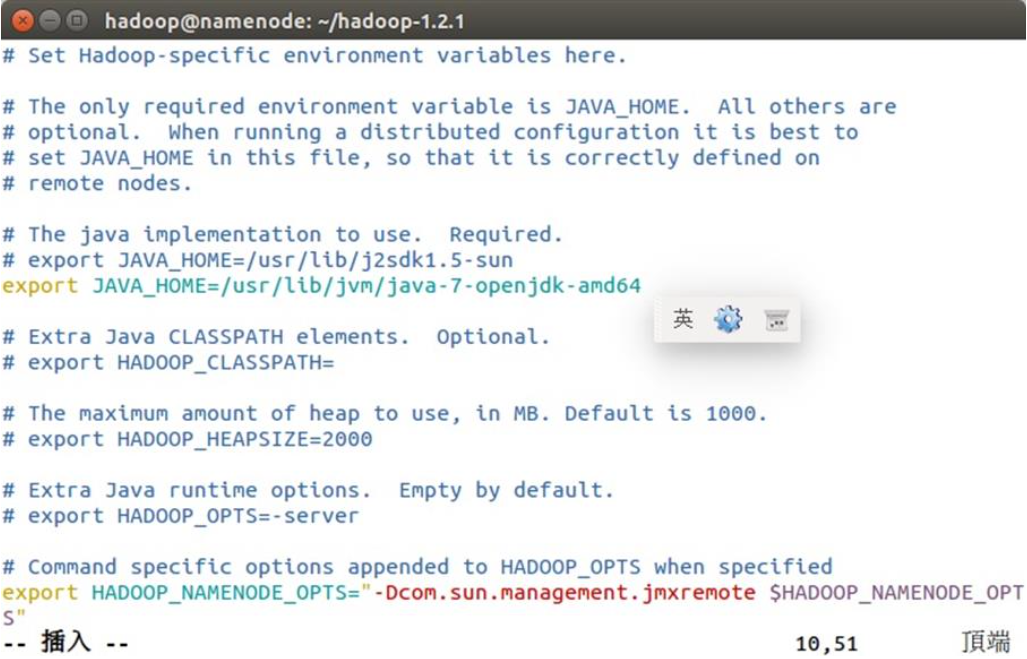 hadoop@namenode: ~/hadoop-1.2.1
# Set Hadoop-specific environment variables here.
# The only required environment variable is JAVA_HOME.  All others are
# optional.  When running a distributed configuration it is best to
# set JAVA_HOME in this file, so that it is correctly defined on
# remote nodes.
# The java implementation to use.  Required.
# export JAVA_HOME=/usr/lib/j2sdk1.5-sun
export JAVA_HOME=/usr/lib/jvm/java-7-openjdk-amd64
英
# Extra Java CLASSPATH elements.  Optional.
# export HADOOP_CLASSPATH=
# The maximum amount of heap to use, in MB. Default is 1000.
# export HADOOP_HEAPSIZE=2000
# Extra Java runtime options.  Empty by default.
# export HADOOP_OPTS=-server
# Command specific options appended to HADOOP_OPTS when specified
export HADOOP_NAMENODE_OPTS="-Dcom.sun.management.jmxremote $HADOOP_NAMENODE_OPT
S"
-- 插入 -- 10,51 頂端